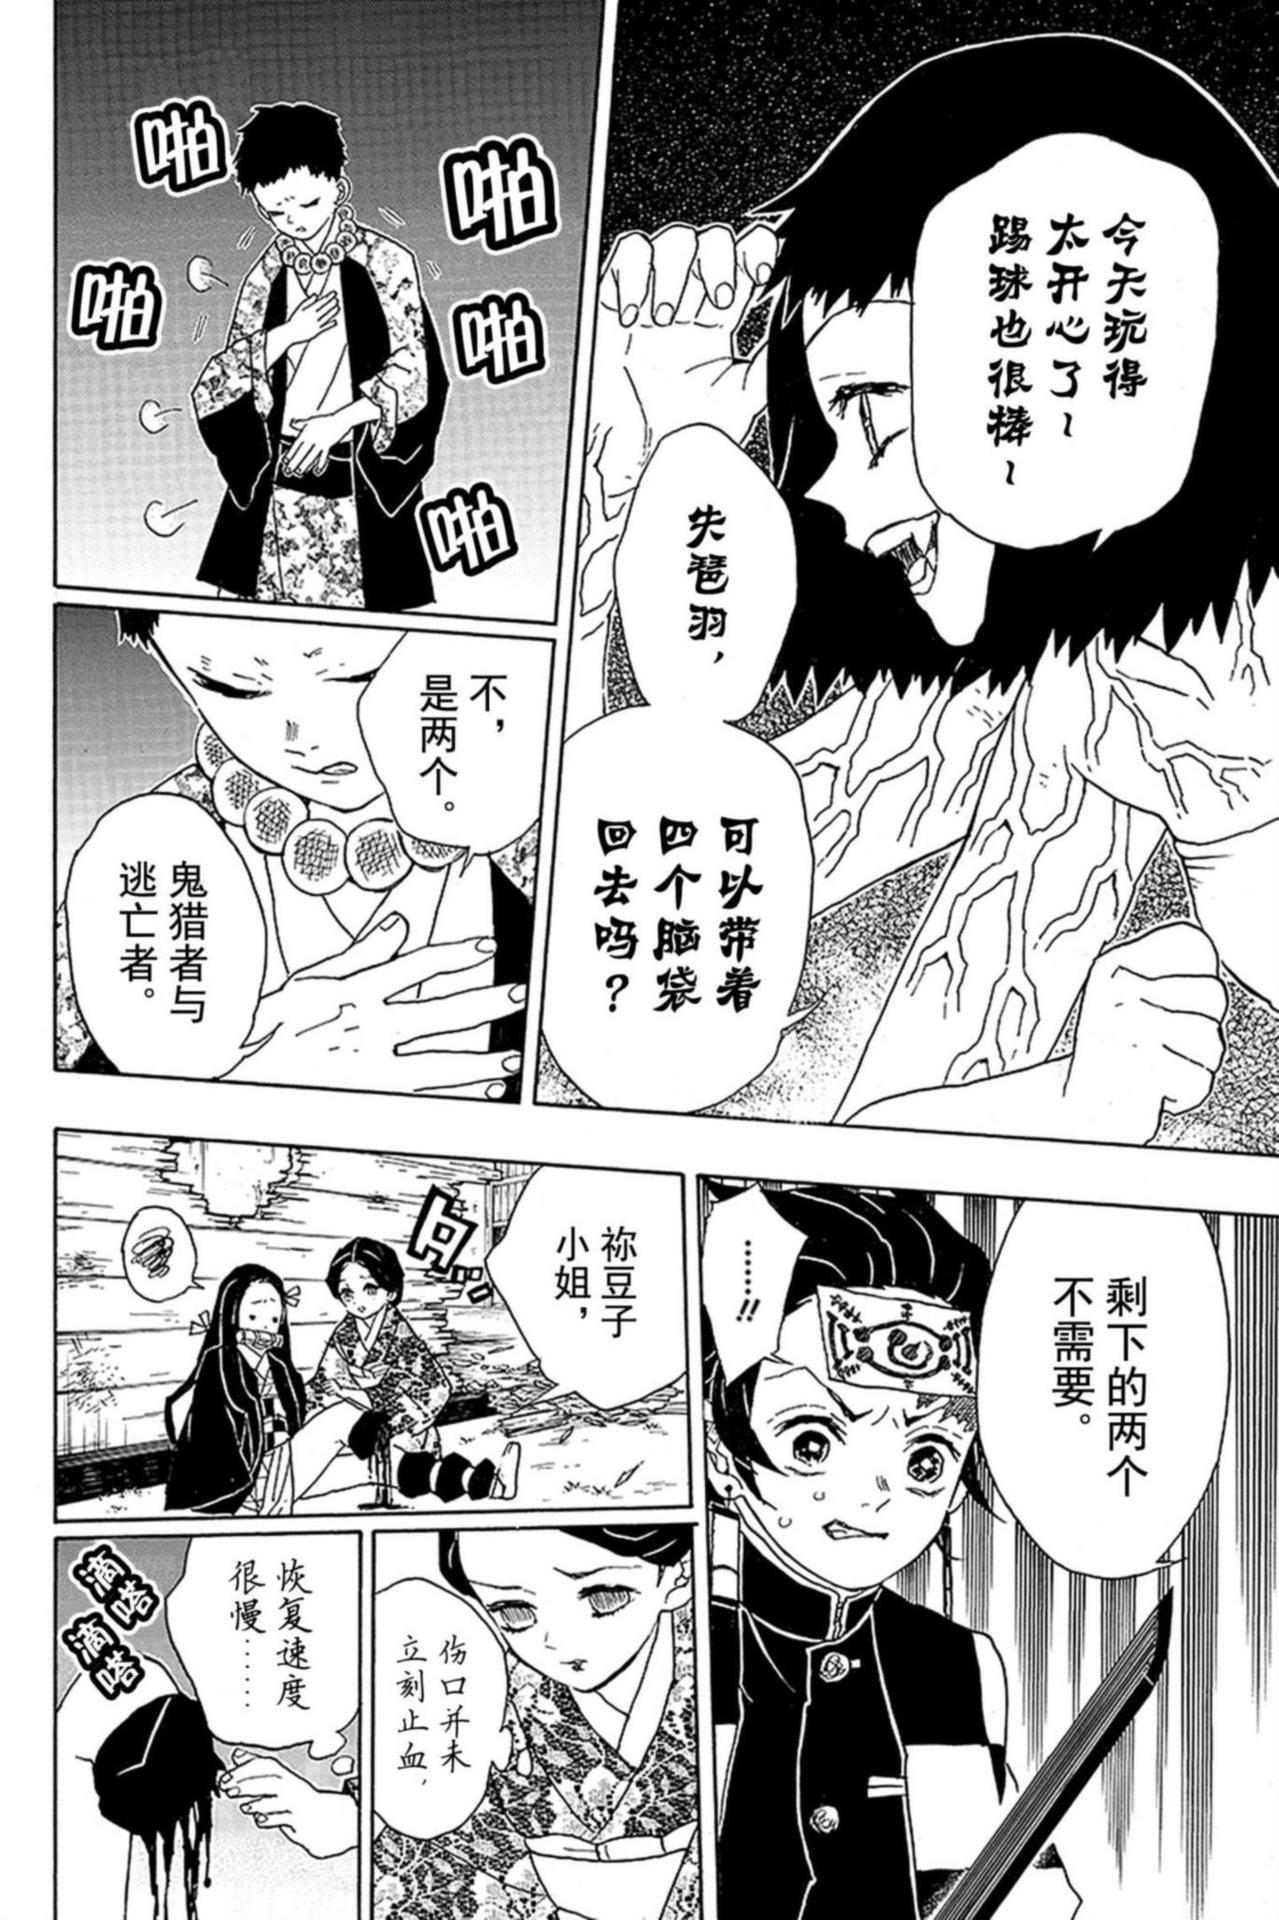 今天玩得
太开心了~
踢球也很棒~
失琶羽，
可以带着
四个脑袋
回去吗？
啪
啪
啪
啪
啪
不，
是两个。
鬼猎者与
逃亡者。
剩下的两个
不需要。
……!!
祢豆子
小姐，
伤口并未
立刻止血，
恢复速度
很慢……
滴嗒
滴嗒